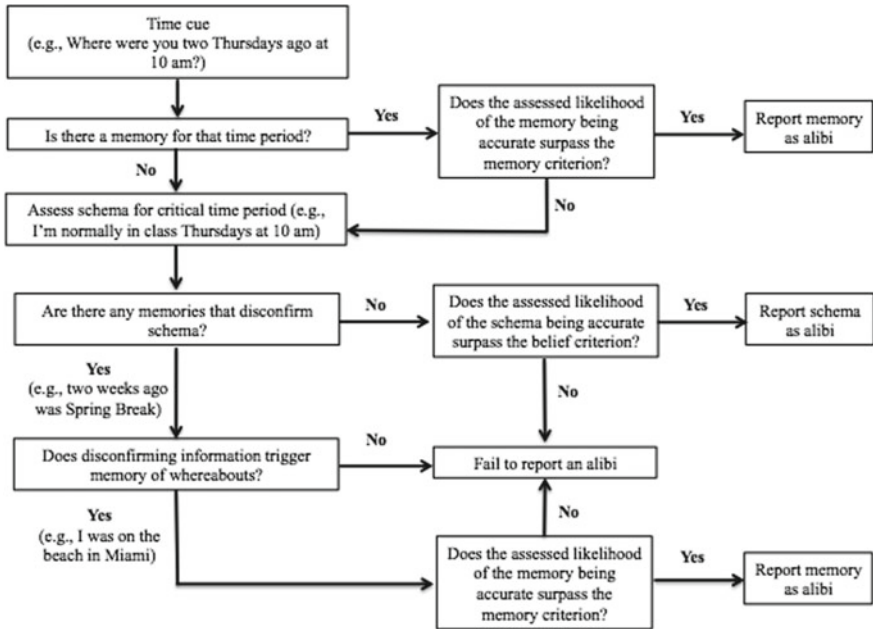 Time cue
(e.g., Where were you two Thursdays ago at
10 am?)
Is there a memory for that time period?
Yes
Does the assessed likelihood
of the memory being
accurate surpass the
memory criterion?
Yes
Report memory
as alibi
No
No
Assess schema for critical time period (e.g.,
I'm normally in class Thursdays at 10 am)
Are there any memories that disconfirm
schema?
No
Does the assessed likelihood
of the schema being accurate
surpass the belief criterion?
Yes
Report schema
as alibi
Yes
(e.g., two weeks ago
was Spring Break)
No
Does disconfirming information trigger
memory of whereabouts?
No
Fail to report an alibi
Yes
(e.g., I was on the
beach in Miami)
No
Does the assessed likelihood
of the memory being
accurate surpass the
memory criterion?
Yes
Report memory
as alibi